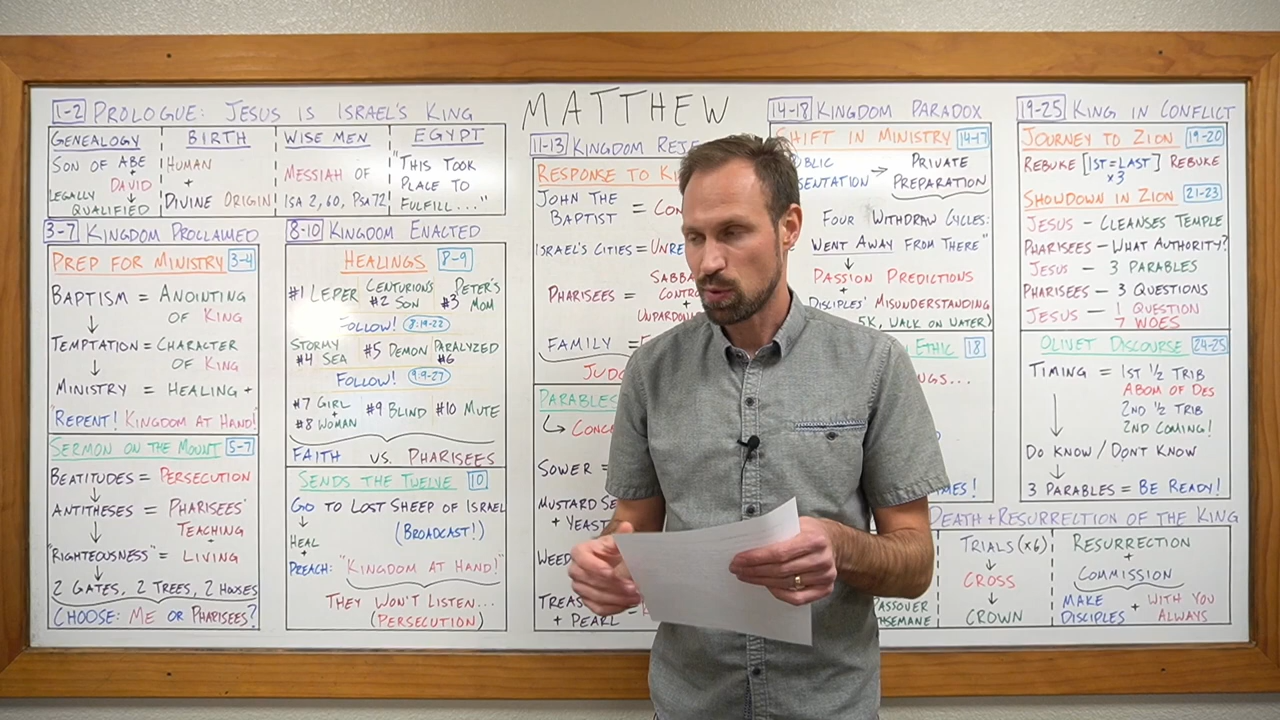 MATTHEW
1-2 PROLOGUE: JESUS IS ISRAEL'S KING
GENEALOGY
SON OF ABE
+ DAVID
LEGALLY
QUALIFIED
BIRTH
HUMAN
+
DIVINE ORIGIN
WISE MEN
MESSIAH OF
ISA 2, 60, PSA 72
EGYPT
"THIS TOOK
PLACE TO
FULFILL..."
3-7 KINGDOM PROCLAIMED
PREP FOR MINISTRY 3-4
BAPTISM = ANOINTING
OF KING
TEMPTATION = CHARACTER
OF KING
MINISTRY = HEALING +
"REPENT! KINGDOM AT HAND!"
SERMON ON THE MOUNT 5-7
BEATITUDES = PERSECUTION
ANTITHESES = PHARISEES'
TEACHING
"RIGHTEOUSNESS" = LIVING
2 GATES, 2 TREES, 2 HOUSES
CHOOSE: ME OR PHARISEES?
8-10 KINGDOM ENACTED
HEALINGS 8-9
#1 LEPER
CENTURIONS
#2 SON
PETER'S
#3 MOM
FOLLOW! 8:19-22
STORMY
#4 SEA
#5 DEMON
PARALYZED
#6
FOLLOW! 9:9-27
#7 GIRL
+
#8 WOMAN
#9 BLIND
#10 MUTE
FAITH VS. PHARISEES
SENDS THE TWELVE 10
GO TO LOST SHEEP OF ISRAEL
(BROADCAST!)
HEAL
+
PREACH: "KINGDOM AT HAND!"
THEY WON'T LISTEN...
(PERSECUTION)
11-13 KINGDOM REJE
RESPONSE TO KI
JOHN THE
BAPTIST = CON
ISRAEL'S CITIES = UNRE
PHARISEES =
SABBA
CONTRO
+
UNPARDON
FAMILY =
JUDG
PARABLES
CONCE
SOWER =
MUSTARD SE
+ YEAST
WEED
TREAS
+ PEARL
14-18 KINGDOM PARADOX
SHIFT IN MINISTRY 14-17
BLIC
SENTATION
PRIVATE
PREPARATION
FOUR WITHDRAW CYCLES:
WENT AWAY FROM THERE"
PASSION PREDICTIONS
+
DISCIPLES' MISUNDERSTANDING
5K, WALK ON WATER)
ETHIC 18
NGS...
MES!
19-25 KING IN CONFLICT
JOURNEY TO ZION 19-20
REBUKE [1ST=LAST] REBUKE
x3
SHOWDOWN IN ZION 21-23
JESUS – CLEANSES TEMPLE
PHARISEES – WHAT AUTHORITY?
JESUS – 3 PARABLES
PHARISEES – 3 QUESTIONS
JESUS – 1 QUESTION
7 WOES
OLIVET DISCOURSE 24-25
TIMING = 1ST 1/2 TRIB
ABOM OF DES
2ND 1/2 TRIB
2ND COMING!
DO KNOW / DON'T KNOW
3 PARABLES = BE READY!
DEATH + RESURRECTION OF THE KING
PASSOVER
HSEMANE
TRIALS (x6)
CROSS
CROWN
RESURRECTION
+
COMMISSION
MAKE
DISCIPLES + WITH YOU
ALWAYS